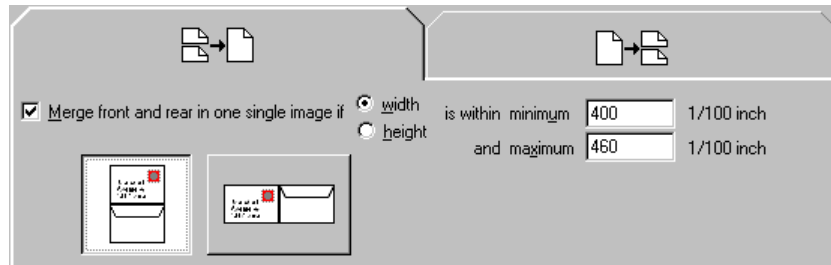 Merge front and rear in one single image if
width
height
is within minimum 400 1/100 inch
and maximum 460 1/100 inch